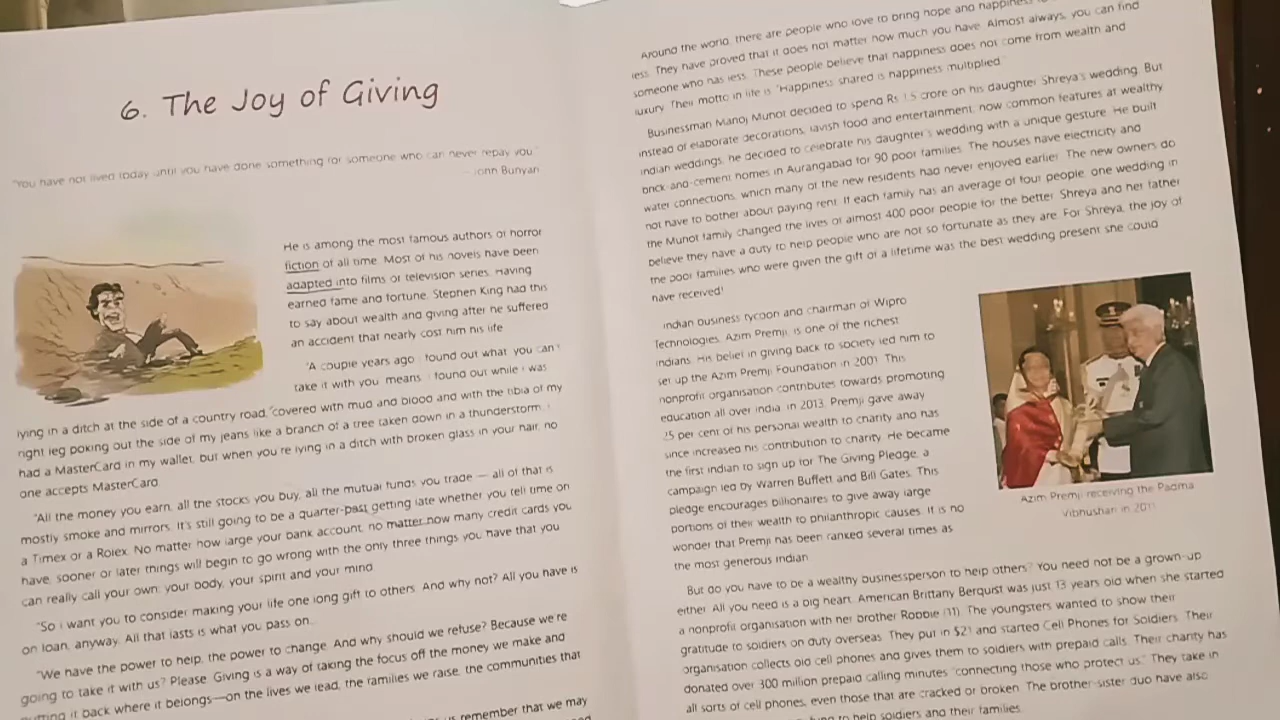 6. The Joy of Giving
"You have not lived today until you have done something for someone who can never repay you."
- John Bunyan
He is among the most famous authors of horror
fiction of all time. Most of his novels have been
adapted into films or television series. Having
earned fame and fortune, Stephen King had this
to say about wealth and giving after he suffered
an accident that nearly cost him his life.
"A couple years ago I found out what 'you can't
take it with you' means. I found out while I was
lying in a ditch at the side of a country road, covered with mud and blood and with the tibia of my
right leg poking out the side of my jeans like a branch of a tree taken down in a thunderstorm. I
had a MasterCard in my wallet, but when you're lying in a ditch with broken glass in your hair, no
one accepts MasterCard.
"All the money you earn, all the stocks you buy, all the mutual funds you trade — all of that is
mostly smoke and mirrors. It's still going to be a quarter-past getting late whether you tell time on
a Timex or a Rolex. No matter how large your bank account, no matter how many credit cards you
have, sooner or later things will begin to go wrong with the only three things you have that you
can really call your own: your body, your spirit and your mind.
"So I want you to consider making your life one long gift to others. And why not? All you have is
on loan, anyway. All that lasts is what you pass on...
"We have the power to help, the power to change. And why should we refuse? Because we're
going to take it with us? Please. Giving is a way of taking the focus off the money we make and
putting it back where it belongs—on the lives we lead, the families we raise, the communities that
us remember that we may
Around the world, there are people who love to bring hope and happiness
less. They have proved that it does not matter how much you have. Almost always, you can find
someone who has less. These people believe that happiness does not come from wealth and
luxury. Their motto in life is "Happiness shared is happiness multiplied."
Businessman Manoj Munot decided to spend Rs 1.5 crore on his daughter Shreya's wedding. But
instead of elaborate decorations, lavish food and entertainment, now common features at wealthy
Indian weddings, he decided to celebrate his daughter's wedding with a unique gesture. He built
brick-and-cement homes in Aurangabad for 90 poor families. The houses have electricity and
water connections, which many of the new residents had never enjoyed earlier. The new owners do
not have to bother about paying rent. If each family has an average of four people, one wedding in
the Munot family changed the lives of almost 400 poor people for the better. Shreya and her father
believe they have a duty to help people who are not so fortunate as they are. For Shreya, the joy of
the poor families who were given the gift of a lifetime was the best wedding present she could
have received!
Indian business tycoon and chairman of Wipro
Technologies, Azim Premji, is one of the richest
Indians. His belief in giving back to society led him to
set up the Azim Premji Foundation in 2001. This
nonprofit organisation contributes towards promoting
education all over India. In 2013, Premji gave away
25 per cent of his personal wealth to charity and has
since increased his contribution to charity. He became
the first Indian to sign up for The Giving Pledge, a
campaign led by Warren Buffett and Bill Gates. This
pledge encourages billionaires to give away large
portions of their wealth to philanthropic causes. It is no
wonder that Premji has been ranked several times as
the most generous Indian.
Azim Premji receiving the Padma
Vibhushan in 2011
But do you have to be a wealthy businessperson to help others? You need not be a grown-up
either. All you need is a big heart. American Brittany Bergquist was just 13 years old when she started
a nonprofit organisation with her brother Robbie (11). The youngsters wanted to show their
gratitude to soldiers on duty overseas. They put in $21 and started Cell Phones for Soldiers. Their
organisation collects old cell phones and gives them to soldiers with prepaid calls. Their charity has
donated over 300 million prepaid calling minutes "connecting those who protect us." They take in
all sorts of cell phones, even those that are cracked or broken. The brother-sister duo have also
to help soldiers and their families.